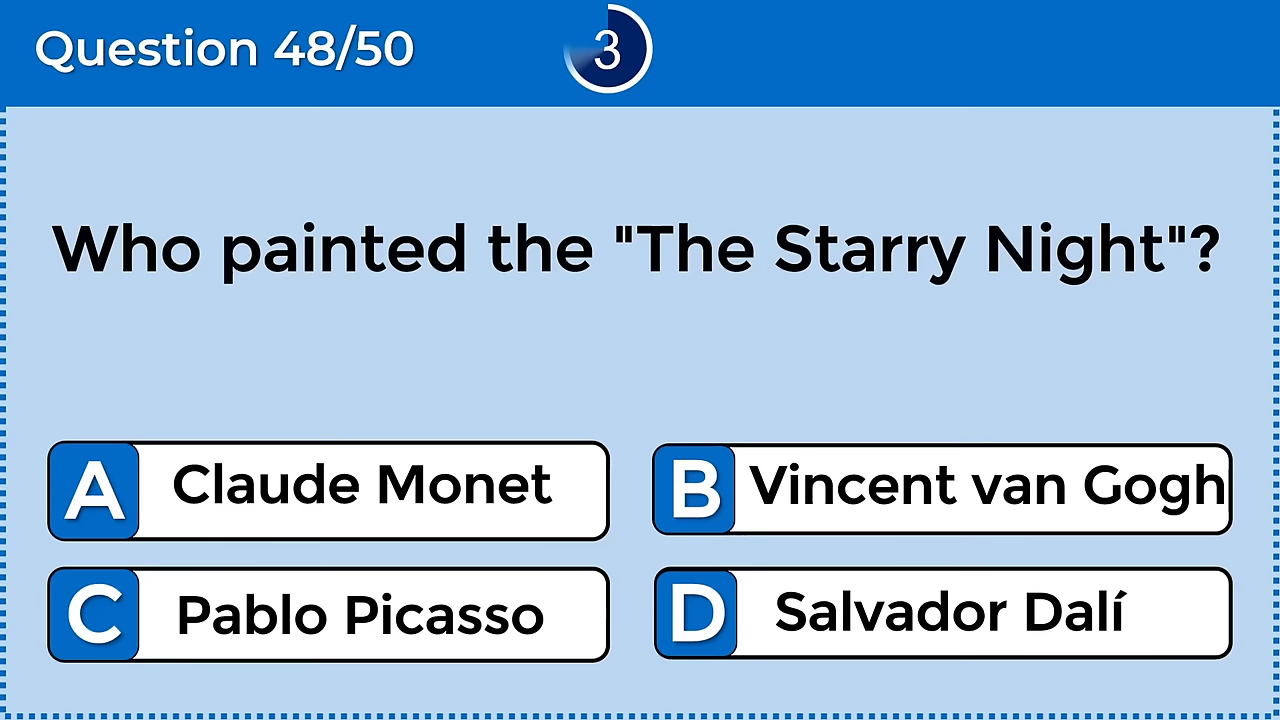 Question 48/50
3
Who painted the "The Starry Night"?
A Claude Monet
B Vincent van Gogh
C Pablo Picasso
D Salvador Dalí